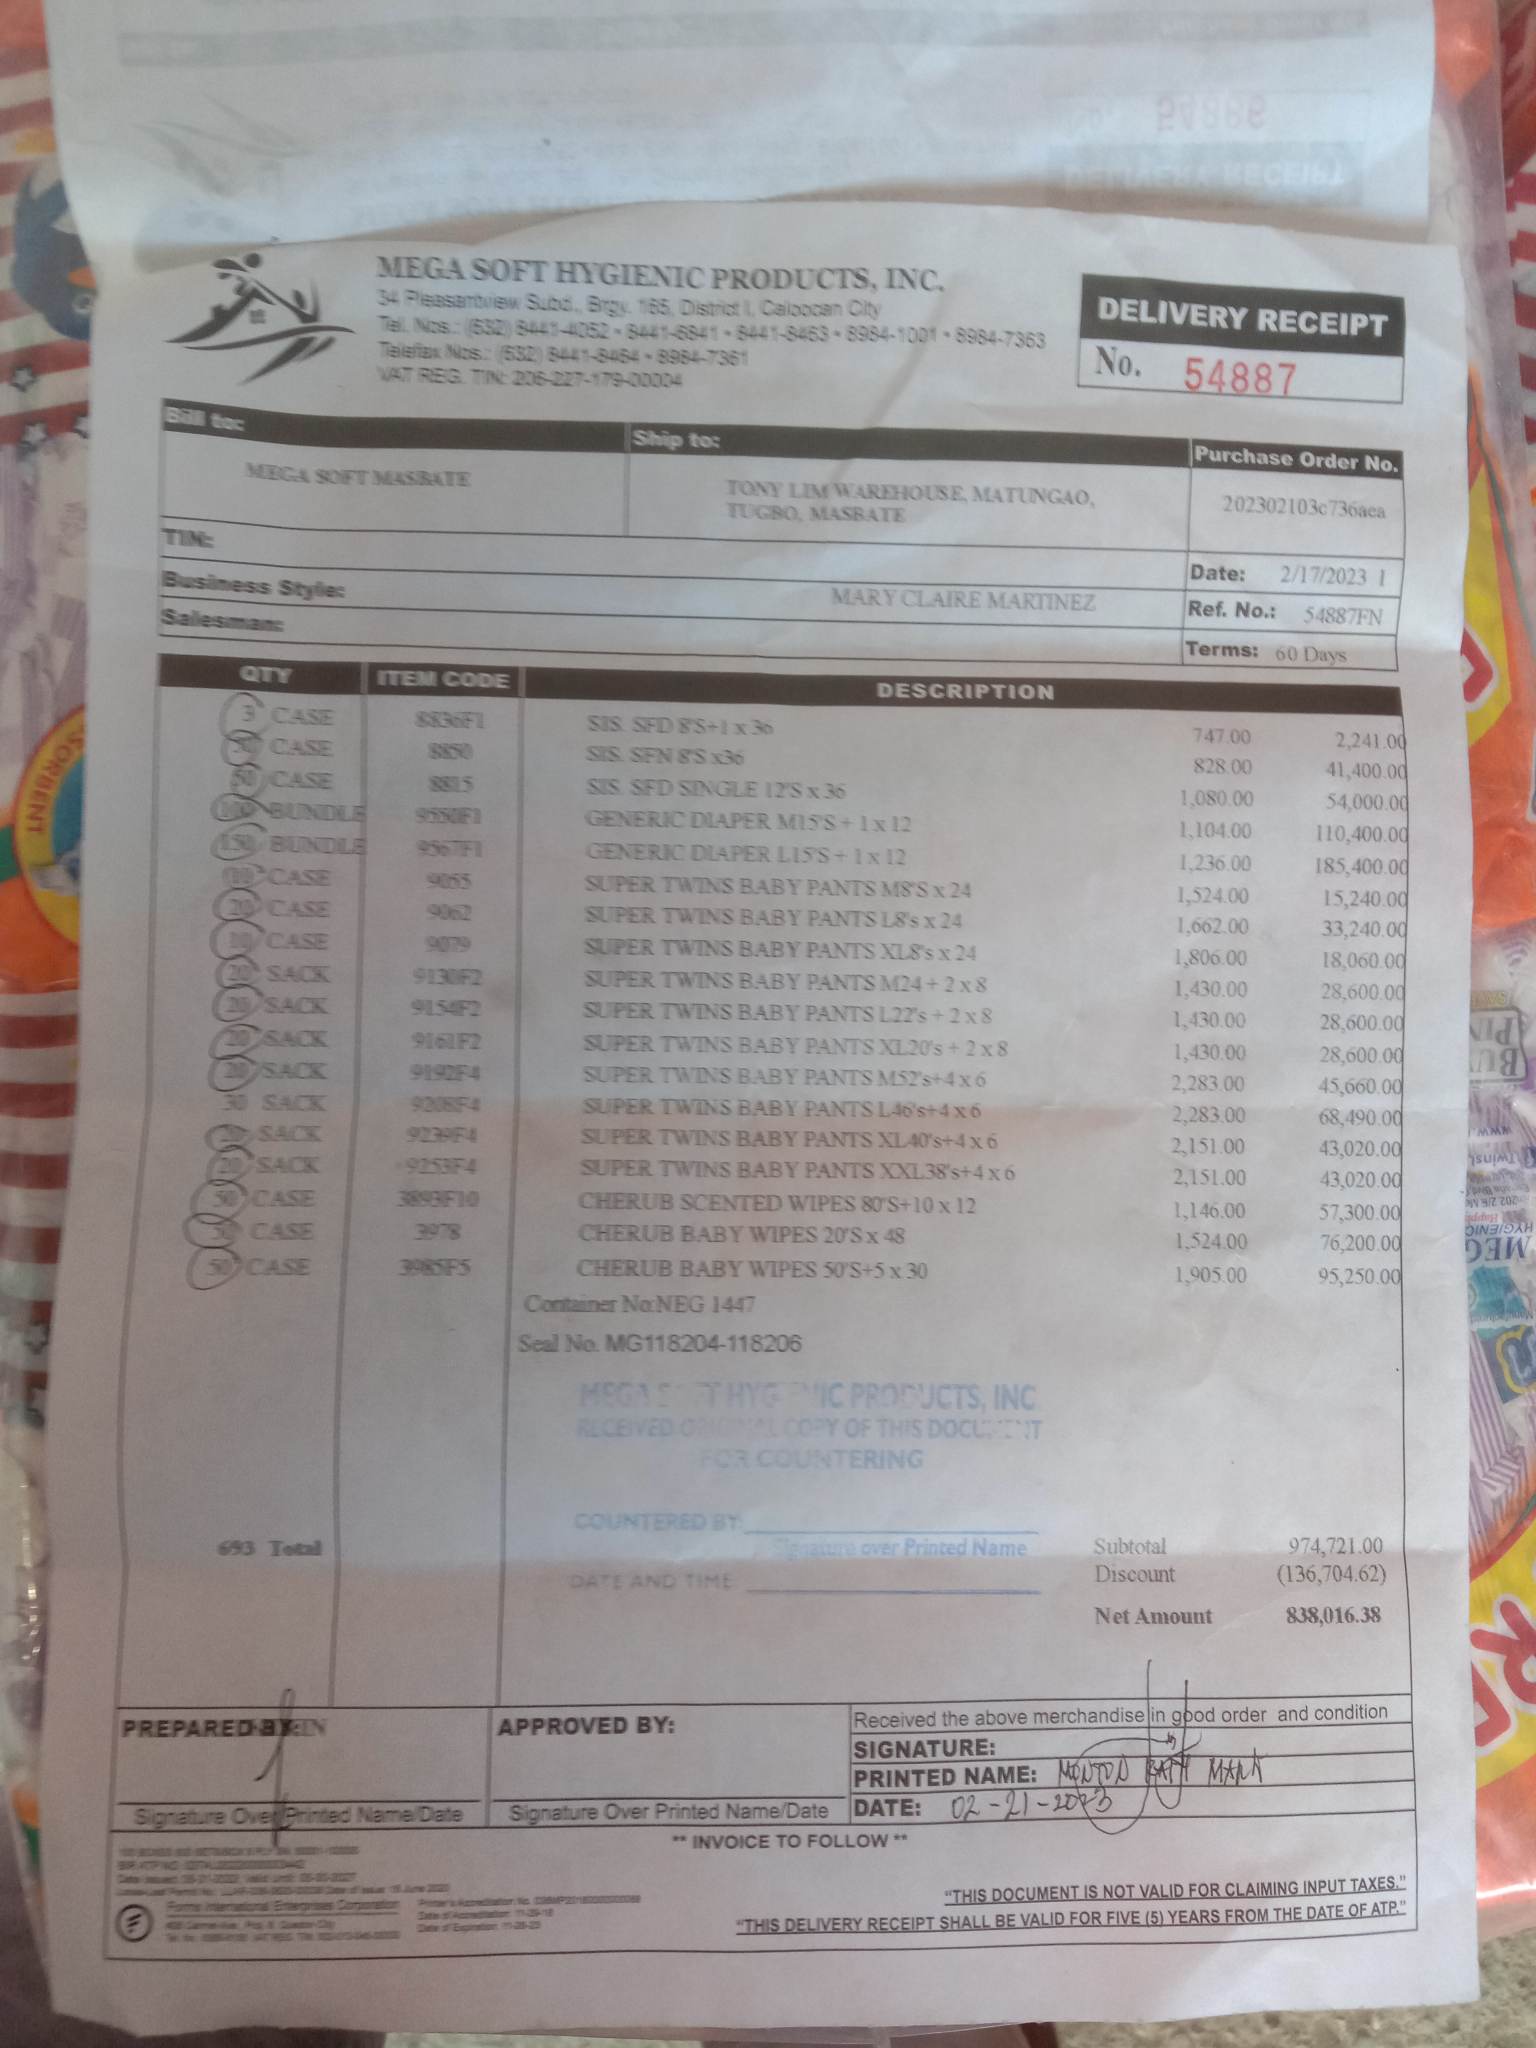 54886
DELIVERY RECEIPT
MEGA SOFT HYGIENIC PRODUCTS, INC.
34 Pleasantview Subd., Brgy. 165, District I, Caloocan City
Tel. Nos.: (632) 8441-4052 • 8441-6841 • 8441-8463 • 8984-1001 • 8984-7363
Telefax Nos.: (632) 8441-8464 • 8984-7361
VAT REG. TIN: 206-227-179-00004
DELIVERY RECEIPT
No. 54887
Bill to: Ship to: Purchase Order No.
MEGA SOFT MASBATE TONY LIM WAREHOUSE, MATUNGAO, 202302103c736aea
TUGBO, MASBATE
TIN: Date: 2/17/2023 1
Business Style: MARY CLAIRE MARTINEZ Ref. No.: 54887FN
Salesman: Terms: 60 Days
QTY ITEM CODE DESCRIPTION
3 CASE 8836F1 SIS. SFD 8'S+1 x 36 747.00 2,241.00
50 CASE 8850 SIS. SFN 8'S x36 828.00 41,400.00
50 CASE 8815 SIS. SFD SINGLE 12'S x 36 1,080.00 54,000.00
100 BUNDLE 9550F1 GENERIC DIAPER M15'S + 1 x 12 1,104.00 110,400.00
150 BUNDLE 9567F1 GENERIC DIAPER L15'S + 1 x 12 1,236.00 185,400.00
10 CASE 9055 SUPER TWINS BABY PANTS M8'S x 24 1,524.00 15,240.00
20 CASE 9062 SUPER TWINS BABY PANTS L8's x 24 1,662.00 33,240.00
10 CASE 9079 SUPER TWINS BABY PANTS XL8's x 24 1,806.00 18,060.00
20 SACK 9130F2 SUPER TWINS BABY PANTS M24 + 2 x 8 1,430.00 28,600.00
20 SACK 9154F2 SUPER TWINS BABY PANTS L22's + 2 x 8 1,430.00 28,600.00
20 SACK 9161F2 SUPER TWINS BABY PANTS XL20's + 2 x 8 1,430.00 28,600.00
20 SACK 9192F4 SUPER TWINS BABY PANTS M52's+4 x 6 2,283.00 45,660.00
30 SACK 9208F4 SUPER TWINS BABY PANTS L46's+4 x 6 2,283.00 68,490.00
20 SACK 9239F4 SUPER TWINS BABY PANTS XL40's+4 x 6 2,151.00 43,020.00
20 SACK 9253F4 SUPER TWINS BABY PANTS XXL38's+4 x 6 2,151.00 43,020.00
50 CASE 3893F10 CHERUB SCENTED WIPES 80'S+10 x 12 1,146.00 57,300.00
50 CASE 3978 CHERUB BABY WIPES 20'S x 48 1,524.00 76,200.00
50 CASE 3985F5 CHERUB BABY WIPES 50'S+5 x 30 1,905.00 95,250.00
Container No:NEG 1447
Seal No. MG118204-118206
MEGA SOFT HYGIENIC PRODUCTS, INC
RECEIVED ORIGINAL COPY OF THIS DOCUMENT
FOR COUNTERING
COUNTERED BY:
Signature over Printed Name
DATE AND TIME
693 Total
Subtotal 974,721.00
Discount (136,704.62)
Net Amount 838,016.38
PREPARED BY:
Signature Over Printed Name/Date
APPROVED BY:
Signature Over Printed Name/Date
Received the above merchandise in good order and condition
SIGNATURE:
PRINTED NAME: MARK
DATE: 02-21-2023
** INVOICE TO FOLLOW **
Forms International Enterprises Corporation
"THIS DOCUMENT IS NOT VALID FOR CLAIMING INPUT TAXES."
"THIS DELIVERY RECEIPT SHALL BE VALID FOR FIVE (5) YEARS FROM THE DATE OF ATP."